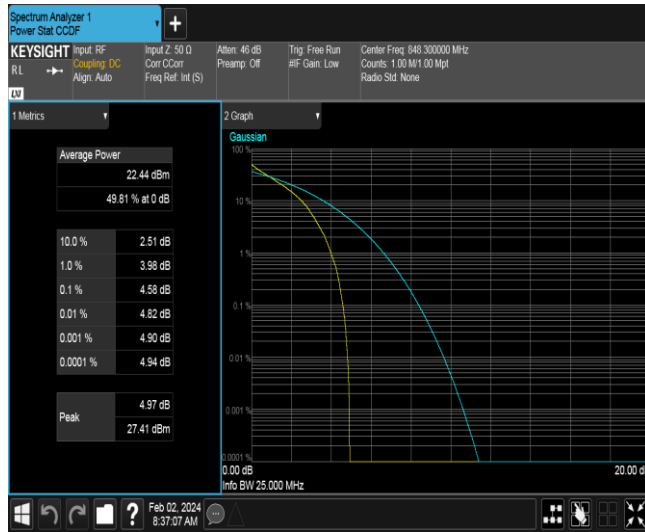 Spectrum Analyzer 1
Power Stat CCDF
+
KEYSIGHT
Input: RF
Input Z: 50 Ω
Atten: 46 dB
Trig: Free Run
Center Freq: 848.300000 MHz
R L
Coupling: DC
Corr CCorr
Preamp: Off
#IF Gain: Low
Counts: 1.00 M/1.00 Mpt
Align: Auto
Freq Ref: Int (S)
Radio Std: None
LXI
1 Metrics
2 Graph
Gaussian
Average Power
22.44 dBm
49.81 % at 0 dB
10.0 % 2.51 dB
1.0 % 3.98 dB
0.1 % 4.58 dB
0.01 % 4.82 dB
0.001 % 4.90 dB
0.0001 % 4.94 dB
Peak
4.97 dB
27.41 dBm
100 %
10 %
1 %
0.1 %
0.01 %
0.001 %
0.0001 %
0.00 dB
20.00 d
Info BW 25.000 MHz
?
Feb 02, 2024
8:37:07 AM